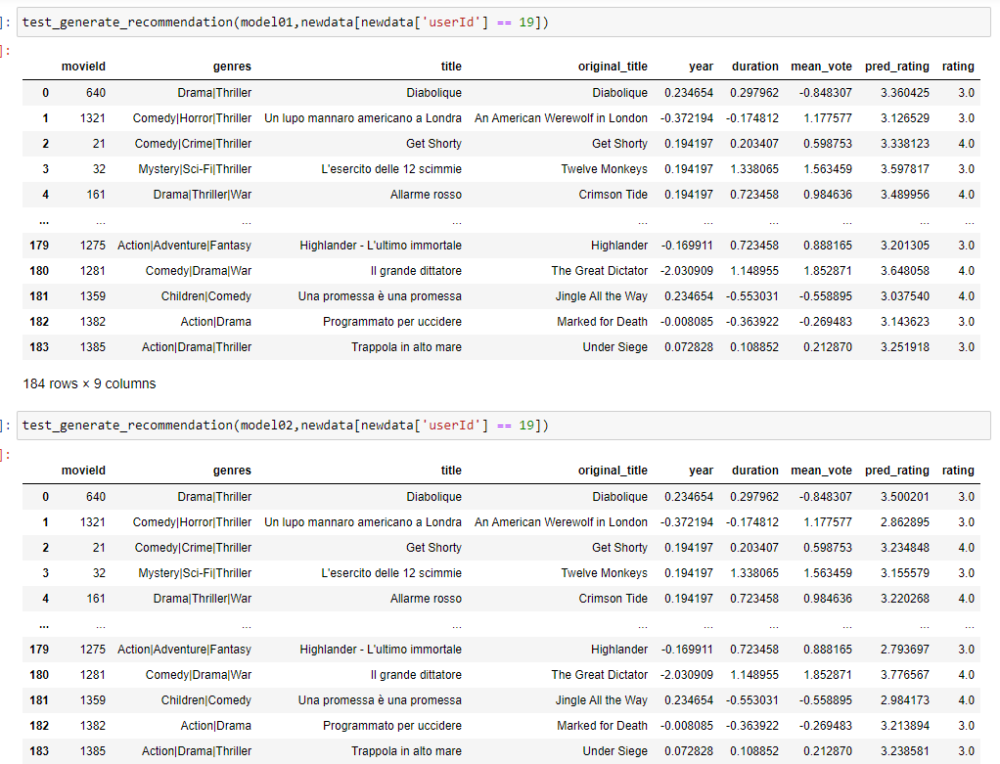 ]: test_generate_recommendation(model01,newdata[newdata['userId'] == 19])
]:
movieId genres title original_title year duration mean_vote pred_rating rating
0 640 Drama|Thriller Diabolique Diabolique 0.234654 0.297962 -0.848307 3.360425 3.0
1 1321 Comedy|Horror|Thriller Un lupo mannaro americano a Londra An American Werewolf in London -0.372194 -0.174812 1.177577 3.126529 3.0
2 21 Comedy|Crime|Thriller Get Shorty Get Shorty 0.194197 0.203407 0.598753 3.338123 4.0
3 32 Mystery|Sci-Fi|Thriller L'esercito delle 12 scimmie Twelve Monkeys 0.194197 1.338065 1.563459 3.597817 3.0
4 161 Drama|Thriller|War Allarme rosso Crimson Tide 0.194197 0.723458 0.984636 3.489956 4.0
... ... ... ... ... ... ... ... ... ...
179 1275 Action|Adventure|Fantasy Highlander - L'ultimo immortale Highlander -0.169911 0.723458 0.888165 3.201305 3.0
180 1281 Comedy|Drama|War Il grande dittatore The Great Dictator -2.030909 1.148955 1.852871 3.648058 4.0
181 1359 Children|Comedy Una promessa è una promessa Jingle All the Way 0.234654 -0.553031 -0.558895 3.037540 4.0
182 1382 Action|Drama Programmato per uccidere Marked for Death -0.008085 -0.363922 -0.269483 3.143623 3.0
183 1385 Action|Drama|Thriller Trappola in alto mare Under Siege 0.072828 0.108852 0.212870 3.251918 3.0
184 rows × 9 columns
]: test_generate_recommendation(model02,newdata[newdata['userId'] == 19])
]:
movieId genres title original_title year duration mean_vote pred_rating rating
0 640 Drama|Thriller Diabolique Diabolique 0.234654 0.297962 -0.848307 3.500201 3.0
1 1321 Comedy|Horror|Thriller Un lupo mannaro americano a Londra An American Werewolf in London -0.372194 -0.174812 1.177577 2.862895 3.0
2 21 Comedy|Crime|Thriller Get Shorty Get Shorty 0.194197 0.203407 0.598753 3.234848 4.0
3 32 Mystery|Sci-Fi|Thriller L'esercito delle 12 scimmie Twelve Monkeys 0.194197 1.338065 1.563459 3.155579 3.0
4 161 Drama|Thriller|War Allarme rosso Crimson Tide 0.194197 0.723458 0.984636 3.220268 4.0
... ... ... ... ... ... ... ... ... ...
179 1275 Action|Adventure|Fantasy Highlander - L'ultimo immortale Highlander -0.169911 0.723458 0.888165 2.793697 3.0
180 1281 Comedy|Drama|War Il grande dittatore The Great Dictator -2.030909 1.148955 1.852871 3.776567 4.0
181 1359 Children|Comedy Una promessa è una promessa Jingle All the Way 0.234654 -0.553031 -0.558895 2.984173 4.0
182 1382 Action|Drama Programmato per uccidere Marked for Death -0.008085 -0.363922 -0.269483 3.213894 3.0
183 1385 Action|Drama|Thriller Trappola in alto mare Under Siege 0.072828 0.108852 0.212870 3.238581 3.0